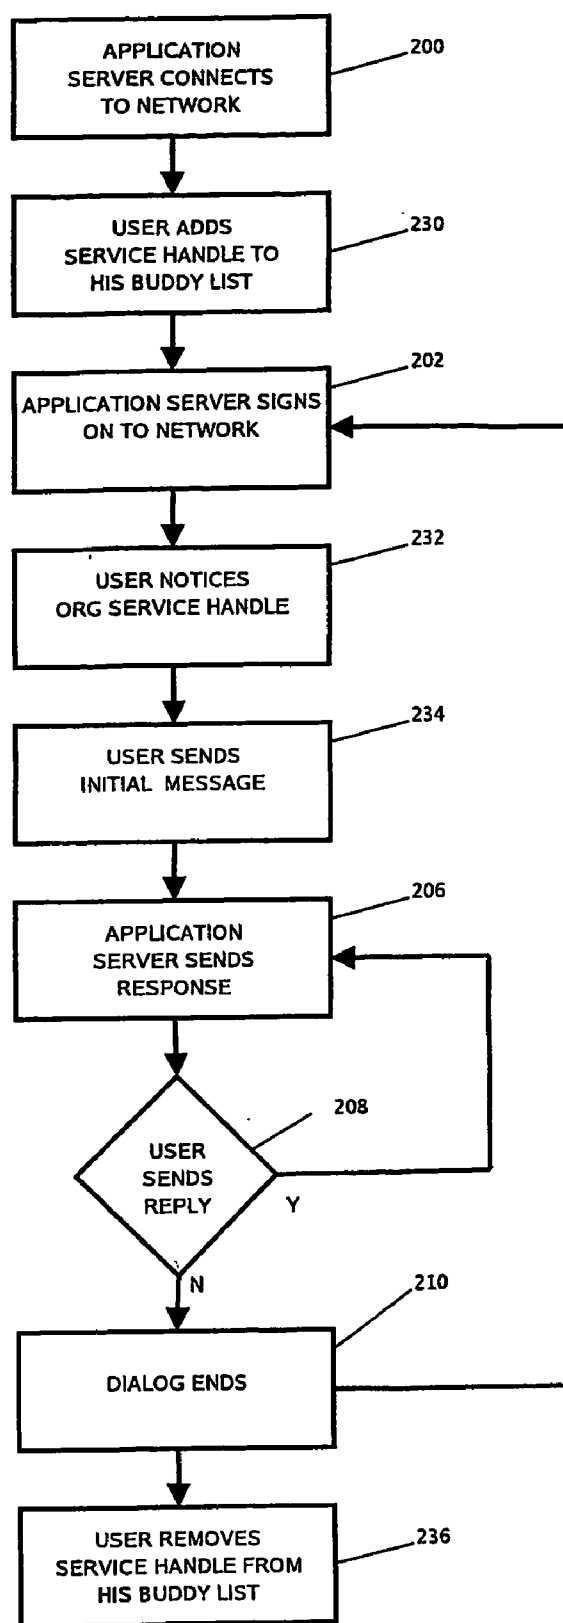 APPLICATION
SERVER CONNECTS
TO NETWORK
200
USER ADDS
SERVICE HANDLE TO
HIS BUDDY LIST
230
APPLICATION SERVER SIGNS
ON TO NETWORK
202
USER NOTICES
ORG SERVICE HANDLE
232
USER SENDS
INITIAL MESSAGE
234
APPLICATION
SERVER SENDS
RESPONSE
206
USER
SENDS
REPLY
208
Y
N
DIALOG ENDS
210
USER REMOVES
SERVICE HANDLE FROM
HIS BUDDY LIST
236